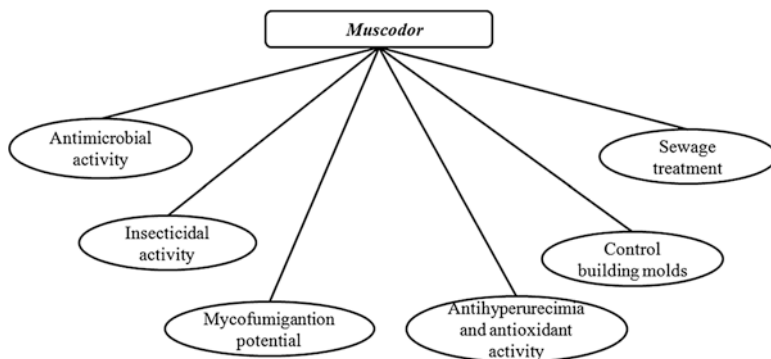 Muscodor
Antimicrobial
activity
Sewage
treatment
Insecticidal
activity
Control
building molds
Mycofumigantion
potential
Antihyperurecimia
and antioxidant
activity